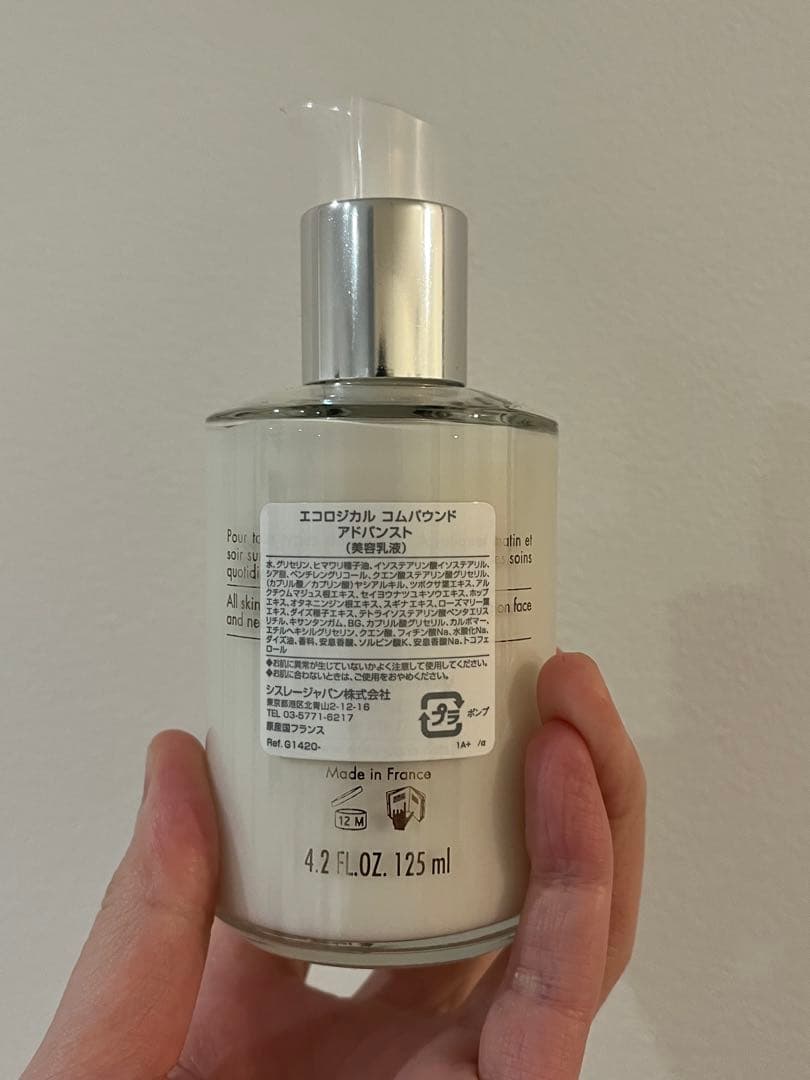 エコロジカル コムパウンド
アドバンスト
(美容乳液)
Pour to
matin et
soir su
es soins
quotidi
All skin
on face
and ne
水、グリセリン、ヒマワリ種子油、イソステアリン酸イソステアリル、
シア脂、ペンチレングリコール、クエン酸ステアリン酸グリセリル、
(カプリル酸/カプリン酸)ヤシアルキル、ツボクサ葉エキス、アル
クチウムマジュス根エキス、セイヨウナツユキソウエキス、ホップ
エキス、オタネニンジン根エキス、スギナエキス、ローズマリー葉
エキス、ダイズ種子エキス、テトライソステアリン酸ペンタエリス
リチル、キサンタンガム、BG、カプリル酸グリセリル、カルボマー、
エチルヘキシルグリセリン、クエン酸、フィチン酸Na、水酸化Na、
ダイズ油、香料、安息香酸、ソルビン酸K、安息香酸Na、トコフェ
ロール
◆お肌に異常が生じていないかよく注意して使用してください。
◆お肌に合わないときは、ご使用をおやめください。
シスレージャパン株式会社
東京都港区北青山2-12-16
TEL 03-5771-6217
原産国フランス
プラ ポンプ
Ref. G1420- 1A+ /α
Made in France
12 M
4.2 FL.OZ. 125 ml